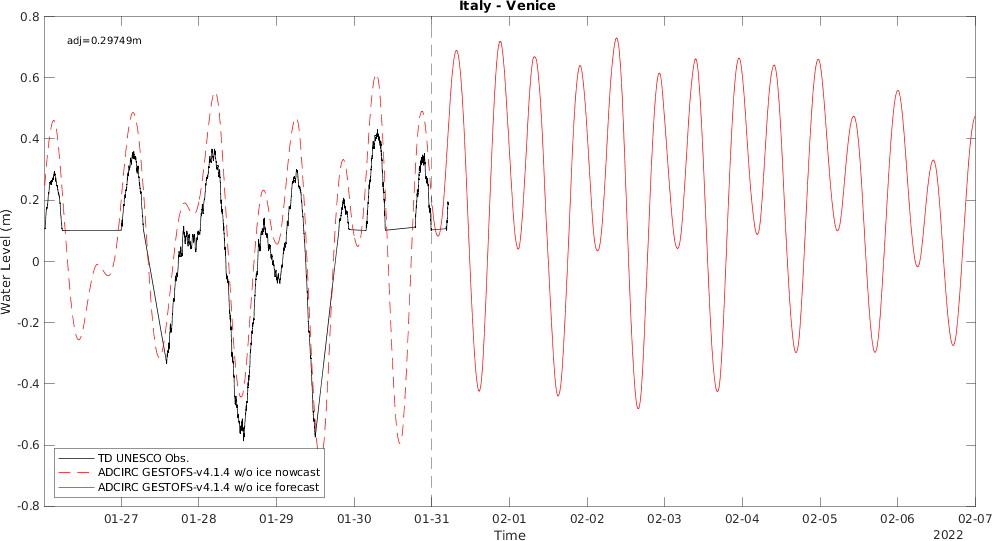 Italy - Venice
adj=0.29749m
0.8
0.6
0.4
0.2
0
-0.2
-0.4
-0.6
-0.8
Water Level (m)
TD UNESCO Obs.
ADCIRC GESTOFS-v4.1.4 w/o ice nowcast
ADCIRC GESTOFS-v4.1.4 w/o ice forecast
01-27 01-28 01-29 01-30 01-31 02-01 02-02 02-03 02-04 02-05 02-06 02-07
Time
2022